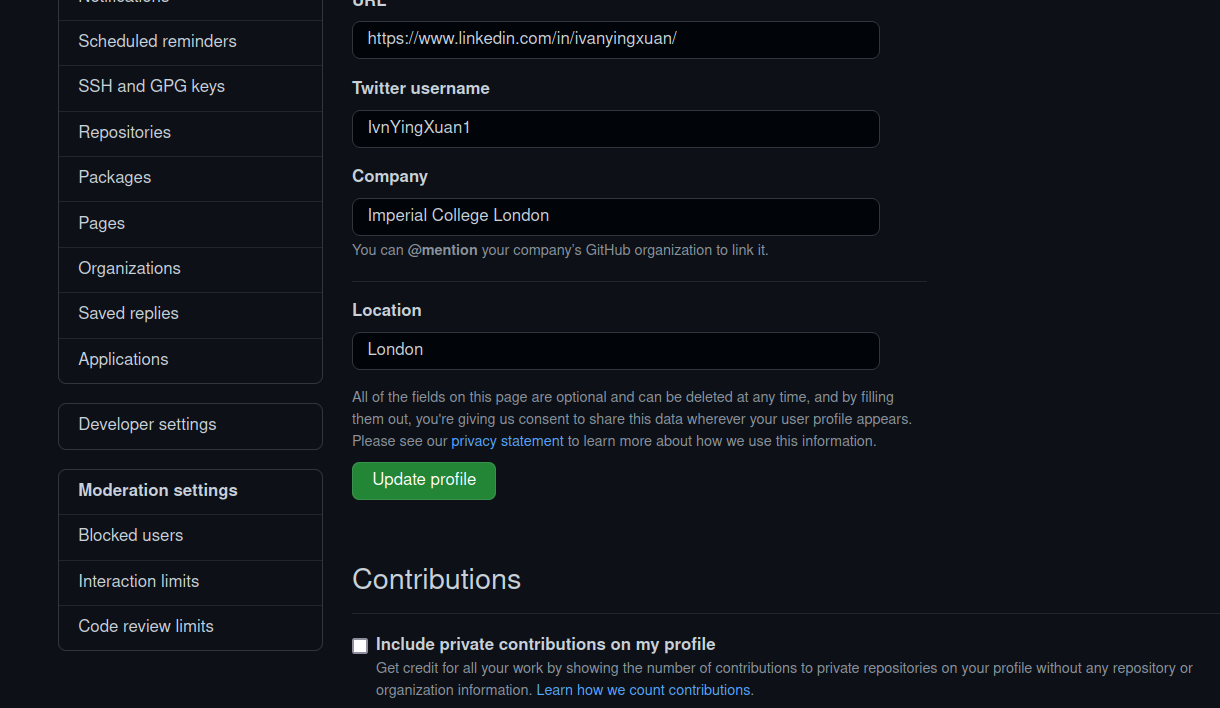 Notifications
Scheduled reminders
SSH and GPG keys
Repositories
Packages
Pages
Organizations
Saved replies
Applications
Developer settings
Moderation settings
Blocked users
Interaction limits
Code review limits
URL
https://www.linkedin.com/in/ivanyingxuan/
Twitter username
IvnYingXuan1
Company
Imperial College London
You can @mention your company's GitHub organization to link it.
Location
London
All of the fields on this page are optional and can be deleted at any time, and by filling
them out, you're giving us consent to share this data wherever your user profile appears.
Please see our privacy statement to learn more about how we use this information.
Update profile
Contributions
Include private contributions on my profile
Get credit for all your work by showing the number of contributions to private repositories on your profile without any repository or
organization information. Learn how we count contributions.